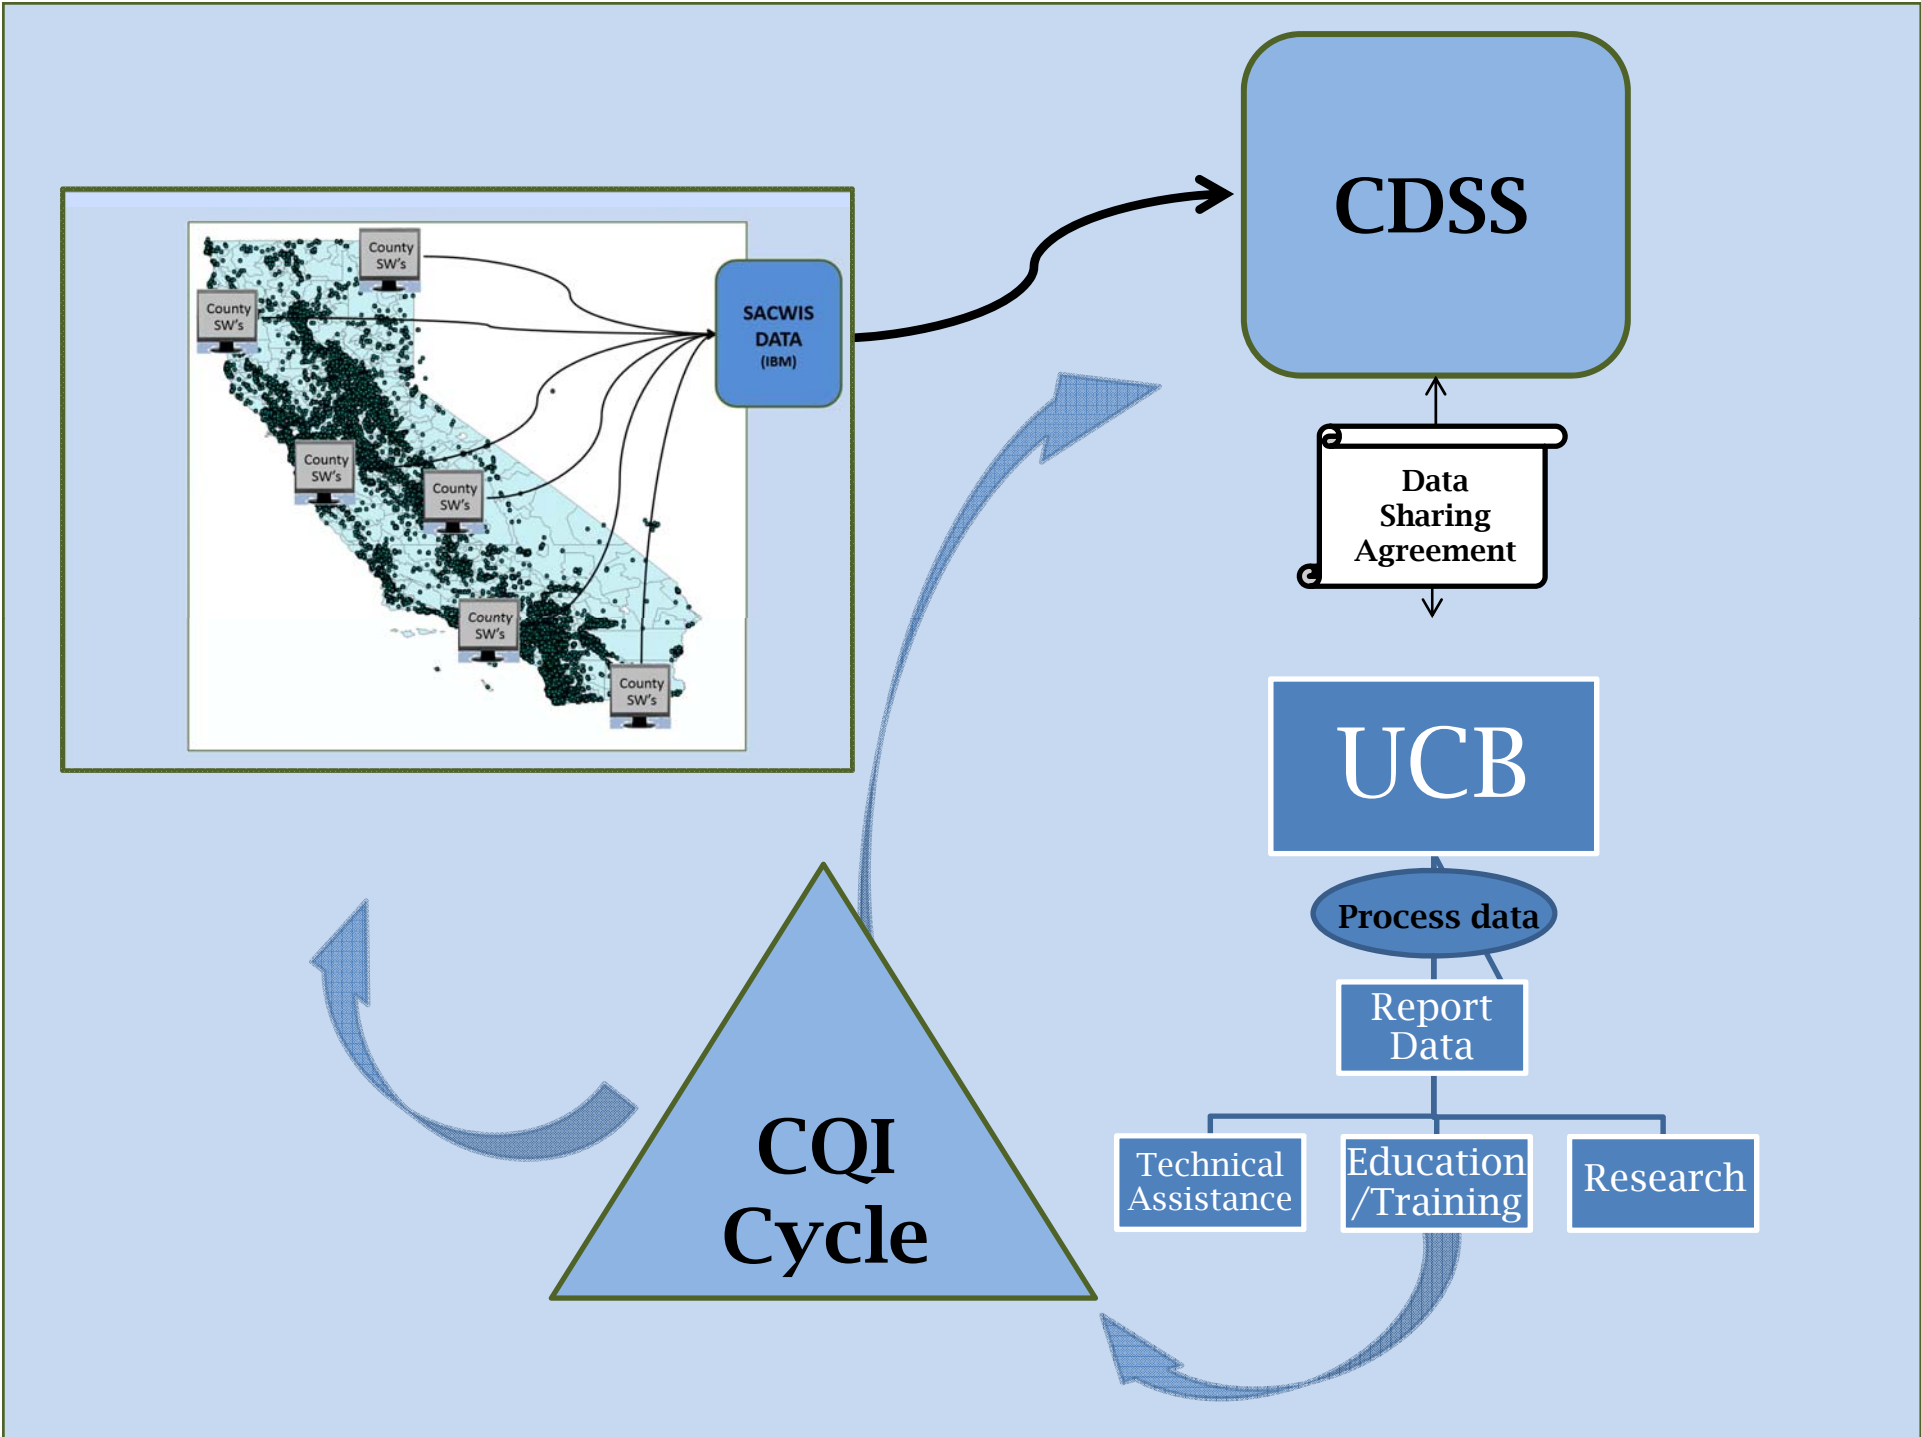 CDSS
County
SW's
County
SW's
SACWIS
DATA
(IBM)
County
SW's
County
SW's
County
SW's
County
SW's
Data
Sharing
Agreement
UCB
Process data
Report
Data
Technical
Assistance
Education
/Training
Research
CQI
Cycle